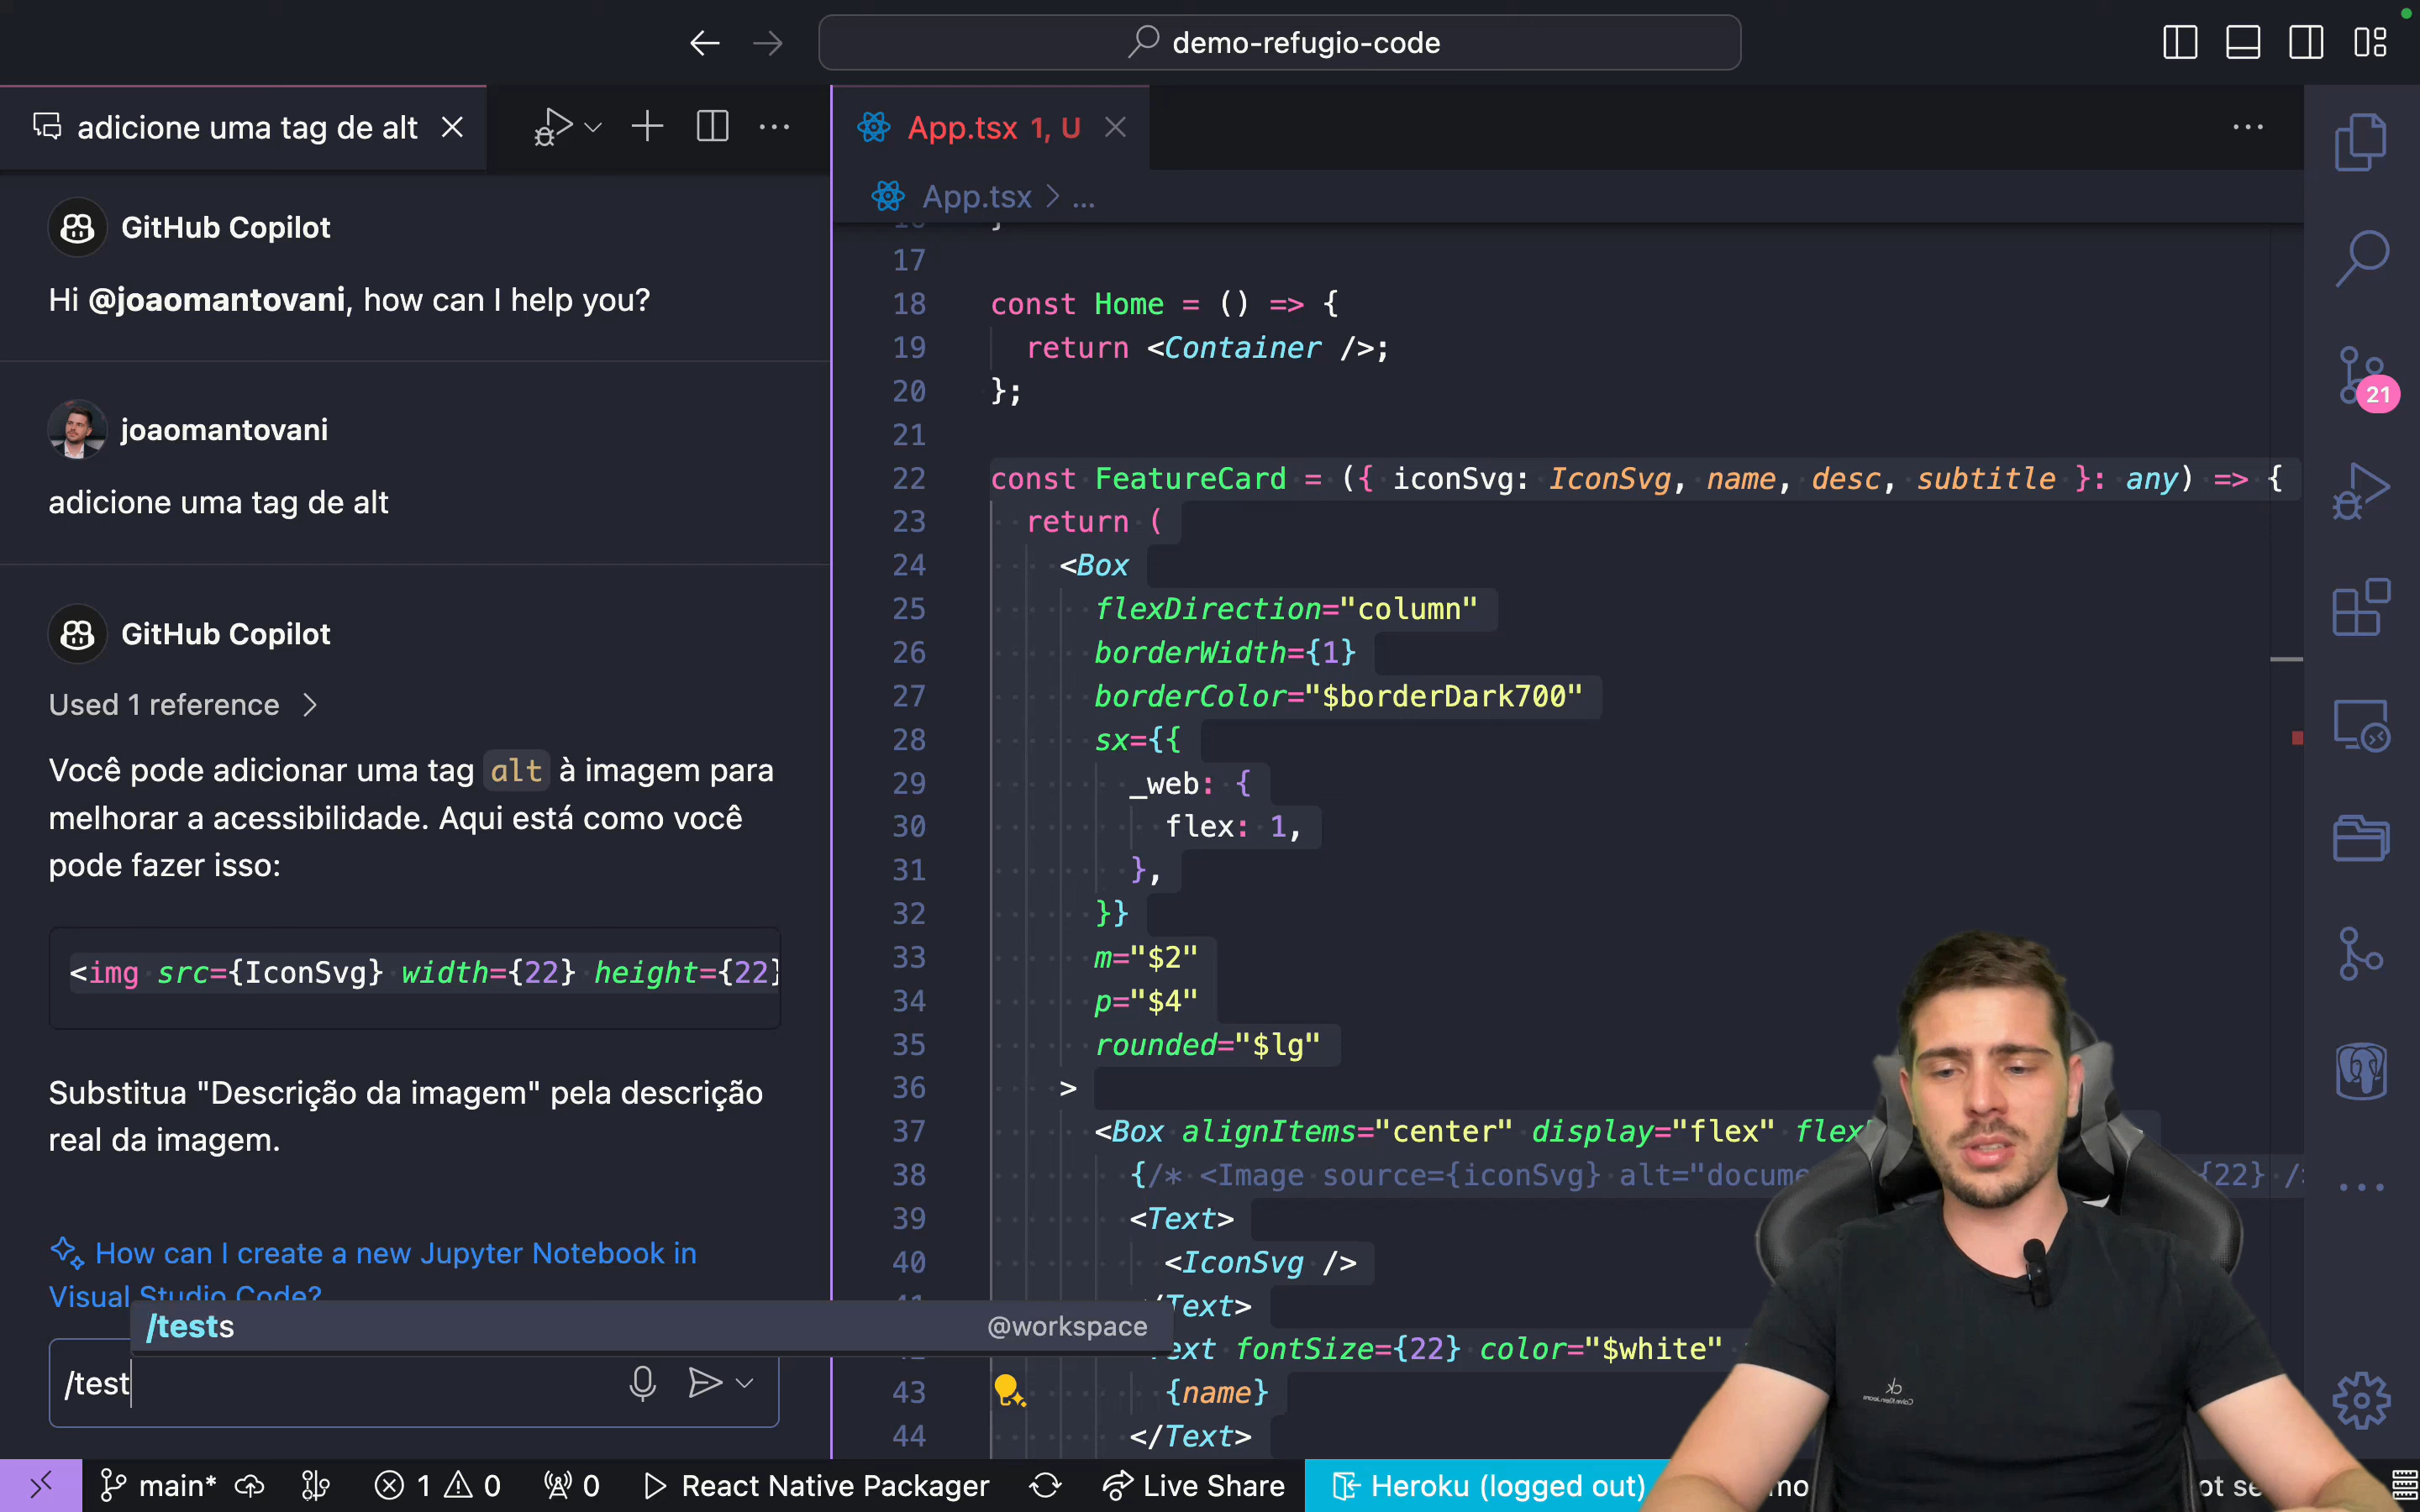 demo-refugio-code
adicione uma tag de alt
App.tsx 1, U
App.tsx > ...
GitHub Copilot
Hi @joaomantovani, how can I help you?
joaomantovani
adicione uma tag de alt
GitHub Copilot
Used 1 reference
Você pode adicionar uma tag alt à imagem para
melhorar a acessibilidade. Aqui está como você
pode fazer isso:
<img src={IconSvg} width={22} height={22}
Substitua "Descrição da imagem" pela descrição
real da imagem.
How can I create a new Jupyter Notebook in
Visual Studio Code?
/tests @workspace
/test
17
18 const Home = () => {
19 return <Container />;
20 };
21
22 const FeatureCard = ({ iconSvg: IconSvg, name, desc, subtitle }: any) => {
23 return (
24 <Box
25 flexDirection="column"
26 borderWidth={1}
27 borderColor="$borderDark700"
28 sx={{
29 _web: {
30 flex: 1,
31 },
32 }}
33 m="$2"
34 p="$4"
35 rounded="$lg"
36 >
37 <Box alignItems="center" display="flex"
38 {/* <Image source={iconSvg} alt="docume {22} /
39 <Text>
40 <IconSvg />
/Text>
ext fontSize={22} color="$white"
43 {name}
44 </Text>
21
main* 1 0 0 React Native Packager Live Share Heroku (logged out)